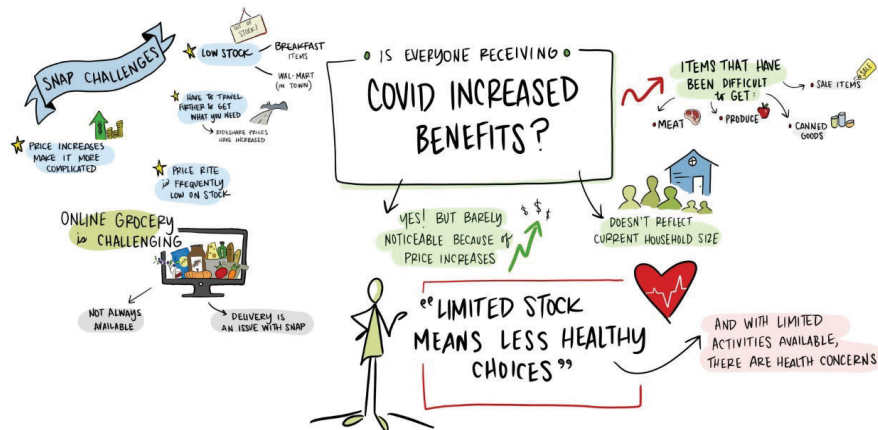 SNAP CHALLENGES
OUT OF STOCK!
LOW STOCK
BREAKFAST
ITEMS
WAL-MART
(IN TOWN)
HAVE TO TRAVEL
FURTHER to GET
WHAT YOU NEED
RIDESHARE PRICES
HAVE INCREASED
PRICE INCREASES
MAKE IT MORE
COMPLICATED
PRICE RITE
is FREQUENTLY
LOW ON STOCK
ONLINE GROCERY
is CHALLENGING
NOT ALWAYS
AVAILABLE
DELIVERY IS
AN ISSUE WITH SNAP
IS EVERYONE RECEIVING
COVID INCREASED
BENEFITS?
YES! BUT BARELY
NOTICEABLE BECAUSE of
PRICE INCREASES
$ $ $
DOESN'T REFLECT
CURRENT HOUSEHOLD SIZE
ITEMS THAT HAVE
BEEN DIFFICULT
to GET:
SALE ITEMS
SALE
MEAT
PRODUCE
CANNED
GOODS
"LIMITED STOCK
MEANS LESS HEALTHY
CHOICES"
AND WITH LIMITED
ACTIVITIES AVAILABLE,
THERE ARE HEALTH CONCERNS